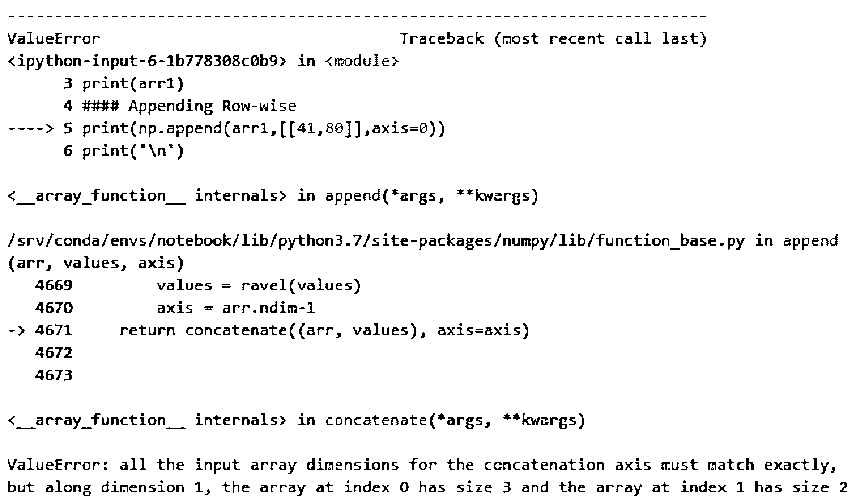 ---------------------------------------------------------------------------
ValueError                                Traceback (most recent call last)
<ipython-input-6-1b778308c0b9> in <module>
      3 print(arr1)
      4 #### Appending Row-wise
----> 5 print(np.append(arr1,[[41,80]],axis=0))
      6 print('\n')
<__array_function__ internals> in append(*args, **kwargs)
/srv/conda/envs/notebook/lib/python3.7/site-packages/numpy/lib/function_base.py in append
(arr, values, axis)
   4669         values = ravel(values)
   4670         axis = arr.ndim-1
-> 4671     return concatenate((arr, values), axis=axis)
   4672
   4673
<__array_function__ internals> in concatenate(*args, **kwargs)
ValueError: all the input array dimensions for the concatenation axis must match exactly,
but along dimension 1, the array at index 0 has size 3 and the array at index 1 has size 2